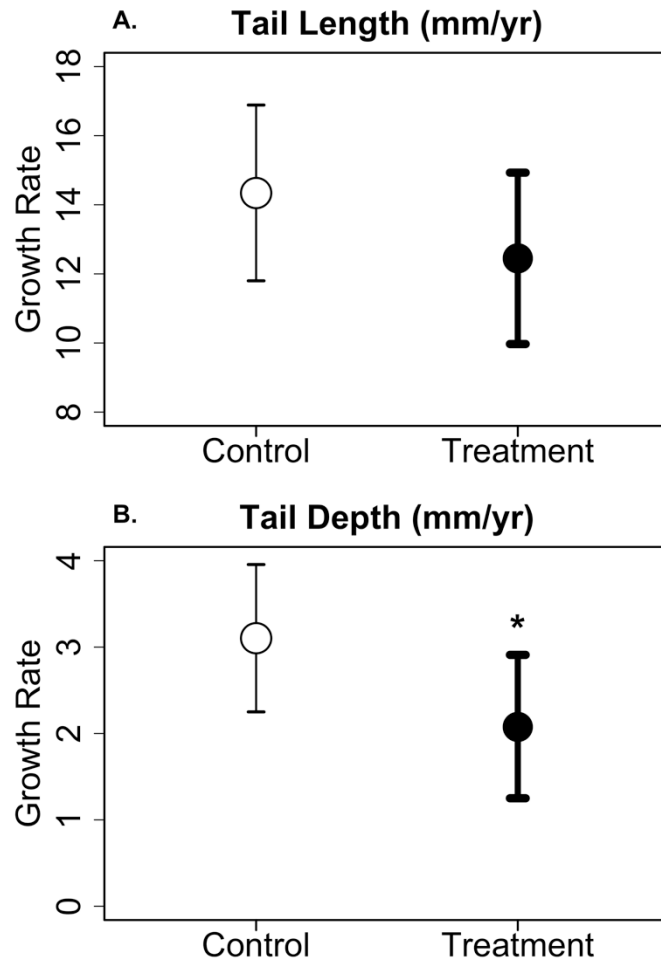 A. Tail Length (mm/yr)
Growth Rate
18
16
14
12
10
8
Control Treatment
B. Tail Depth (mm/yr)
Growth Rate
4
3
2
1
0
*
Control Treatment